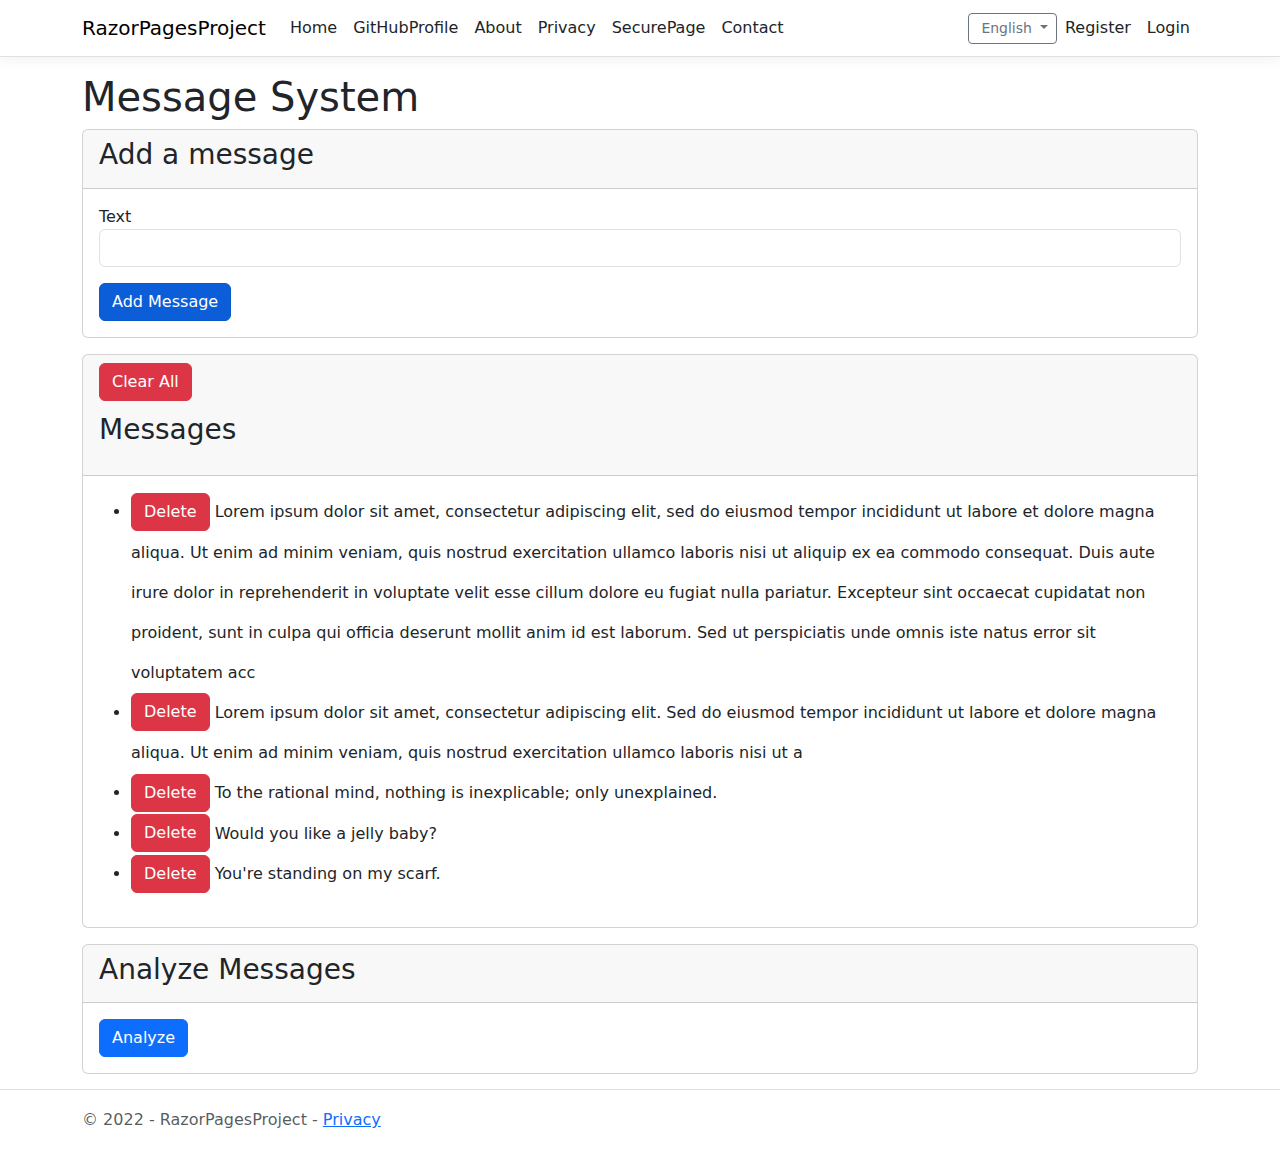 RazorPagesProject Home GitHubProfile About Privacy SecurePage Contact English Register Login
Message System
Add a message
Text
Add Message
Clear All
Messages
Delete Lorem ipsum dolor sit amet, consectetur adipiscing elit, sed do eiusmod tempor incididunt ut labore et dolore magna
aliqua. Ut enim ad minim veniam, quis nostrud exercitation ullamco laboris nisi ut aliquip ex ea commodo consequat. Duis aute
irure dolor in reprehenderit in voluptate velit esse cillum dolore eu fugiat nulla pariatur. Excepteur sint occaecat cupidatat non
proident, sunt in culpa qui officia deserunt mollit anim id est laborum. Sed ut perspiciatis unde omnis iste natus error sit
voluptatem acc
Delete Lorem ipsum dolor sit amet, consectetur adipiscing elit. Sed do eiusmod tempor incididunt ut labore et dolore magna
aliqua. Ut enim ad minim veniam, quis nostrud exercitation ullamco laboris nisi ut a
Delete To the rational mind, nothing is inexplicable; only unexplained.
Delete Would you like a jelly baby?
Delete You're standing on my scarf.
Analyze Messages
Analyze
© 2022 - RazorPagesProject - Privacy